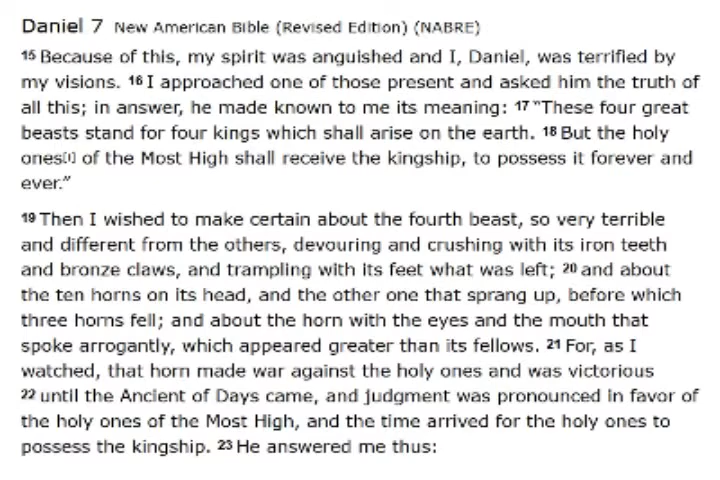 Daniel 7 New American Bible (Revised Edition) (NABRE)
15 Because of this, my spirit was anguished and I, Daniel, was terrified by
my visions. 16 I approached one of those present and asked him the truth of
all this; in answer, he made known to me its meaning: 17 “These four great
beasts stand for four kings which shall arise on the earth. 18 But the holy
ones[i] of the Most High shall receive the kingship, to possess it forever and
ever.”
19 Then I wished to make certain about the fourth beast, so very terrible
and different from the others, devouring and crushing with its iron teeth
and bronze claws, and trampling with its feet what was left; 20 and about
the ten horns on its head, and the other one that sprang up, before which
three horns fell; and about the horn with the eyes and the mouth that
spoke arrogantly, which appeared greater than its fellows. 21 For, as I
watched, that horn made war against the holy ones and was victorious
22 until the Ancient of Days came, and judgment was pronounced in favor of
the holy ones of the Most High, and the time arrived for the holy ones to
possess the kingship. 23 He answered me thus: